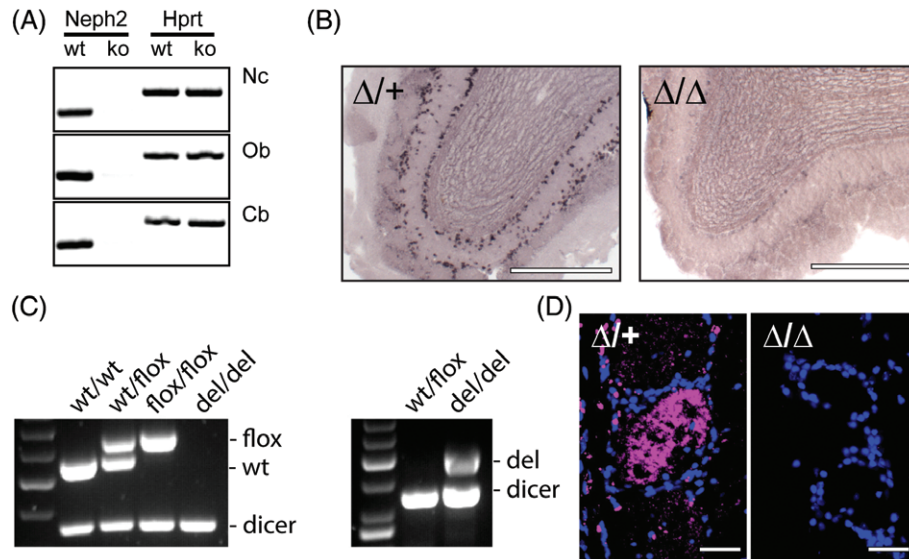 (A)
Neph2 Hprt
wt ko wt ko
Nc
Ob
Cb
(B)
Δ/+
Δ/Δ
(C)
wt/wt wt/flox flox/flox del/del
- flox
- wt
- dicer
wt/flox del/del
- del
- dicer
(D)
Δ/+
Δ/Δ